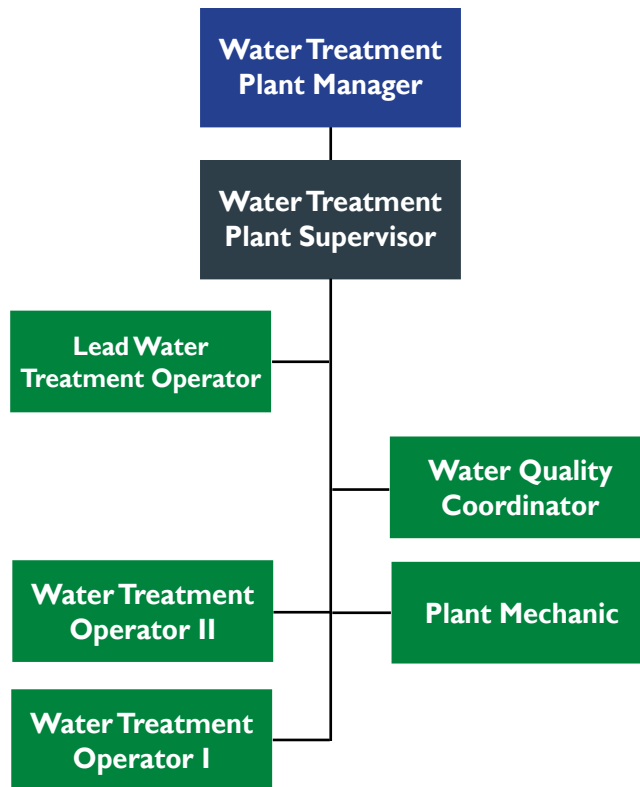 Water Treatment
Plant Manager
Water Treatment
Plant Supervisor
Lead Water
Treatment Operator
Water Quality
Coordinator
Water Treatment
Operator II
Plant Mechanic
Water Treatment
Operator I